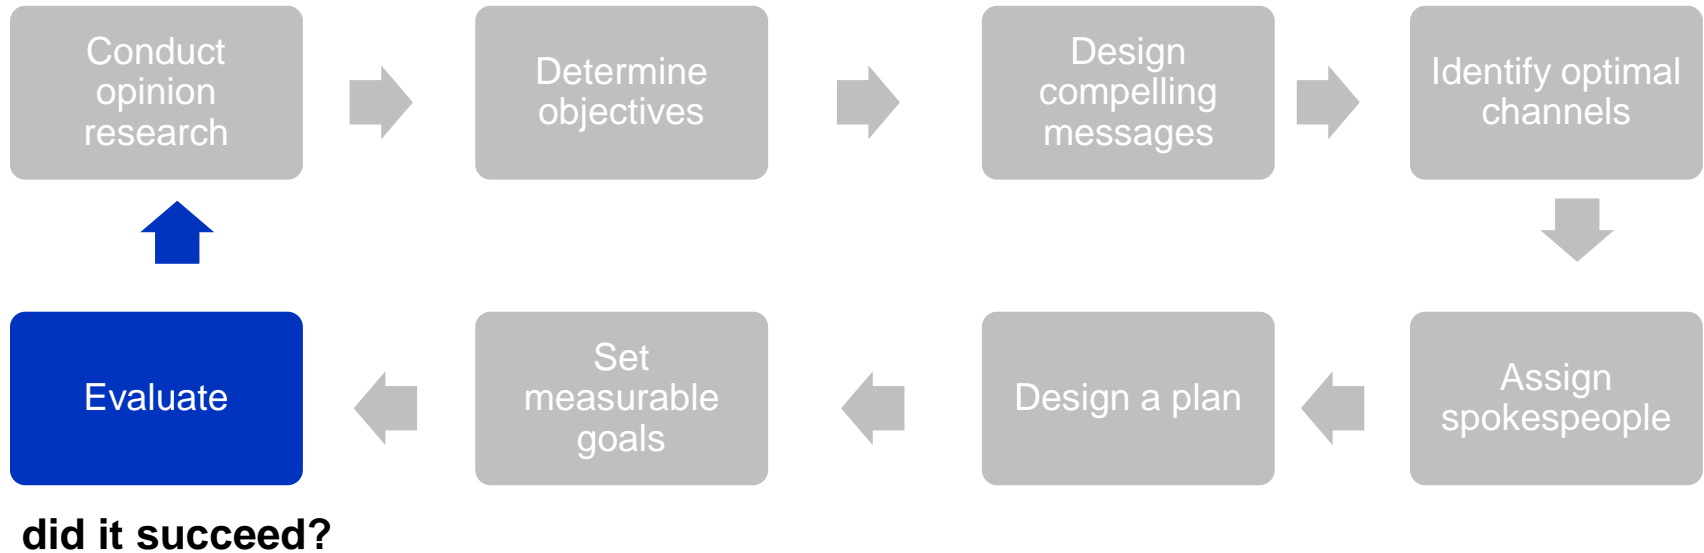 Conduct
opinion
research
Determine
objectives
Design
compelling
messages
Identify optimal
channels
Evaluate
Set
measurable
goals
Design a plan
Assign
spokespeople
did it succeed?